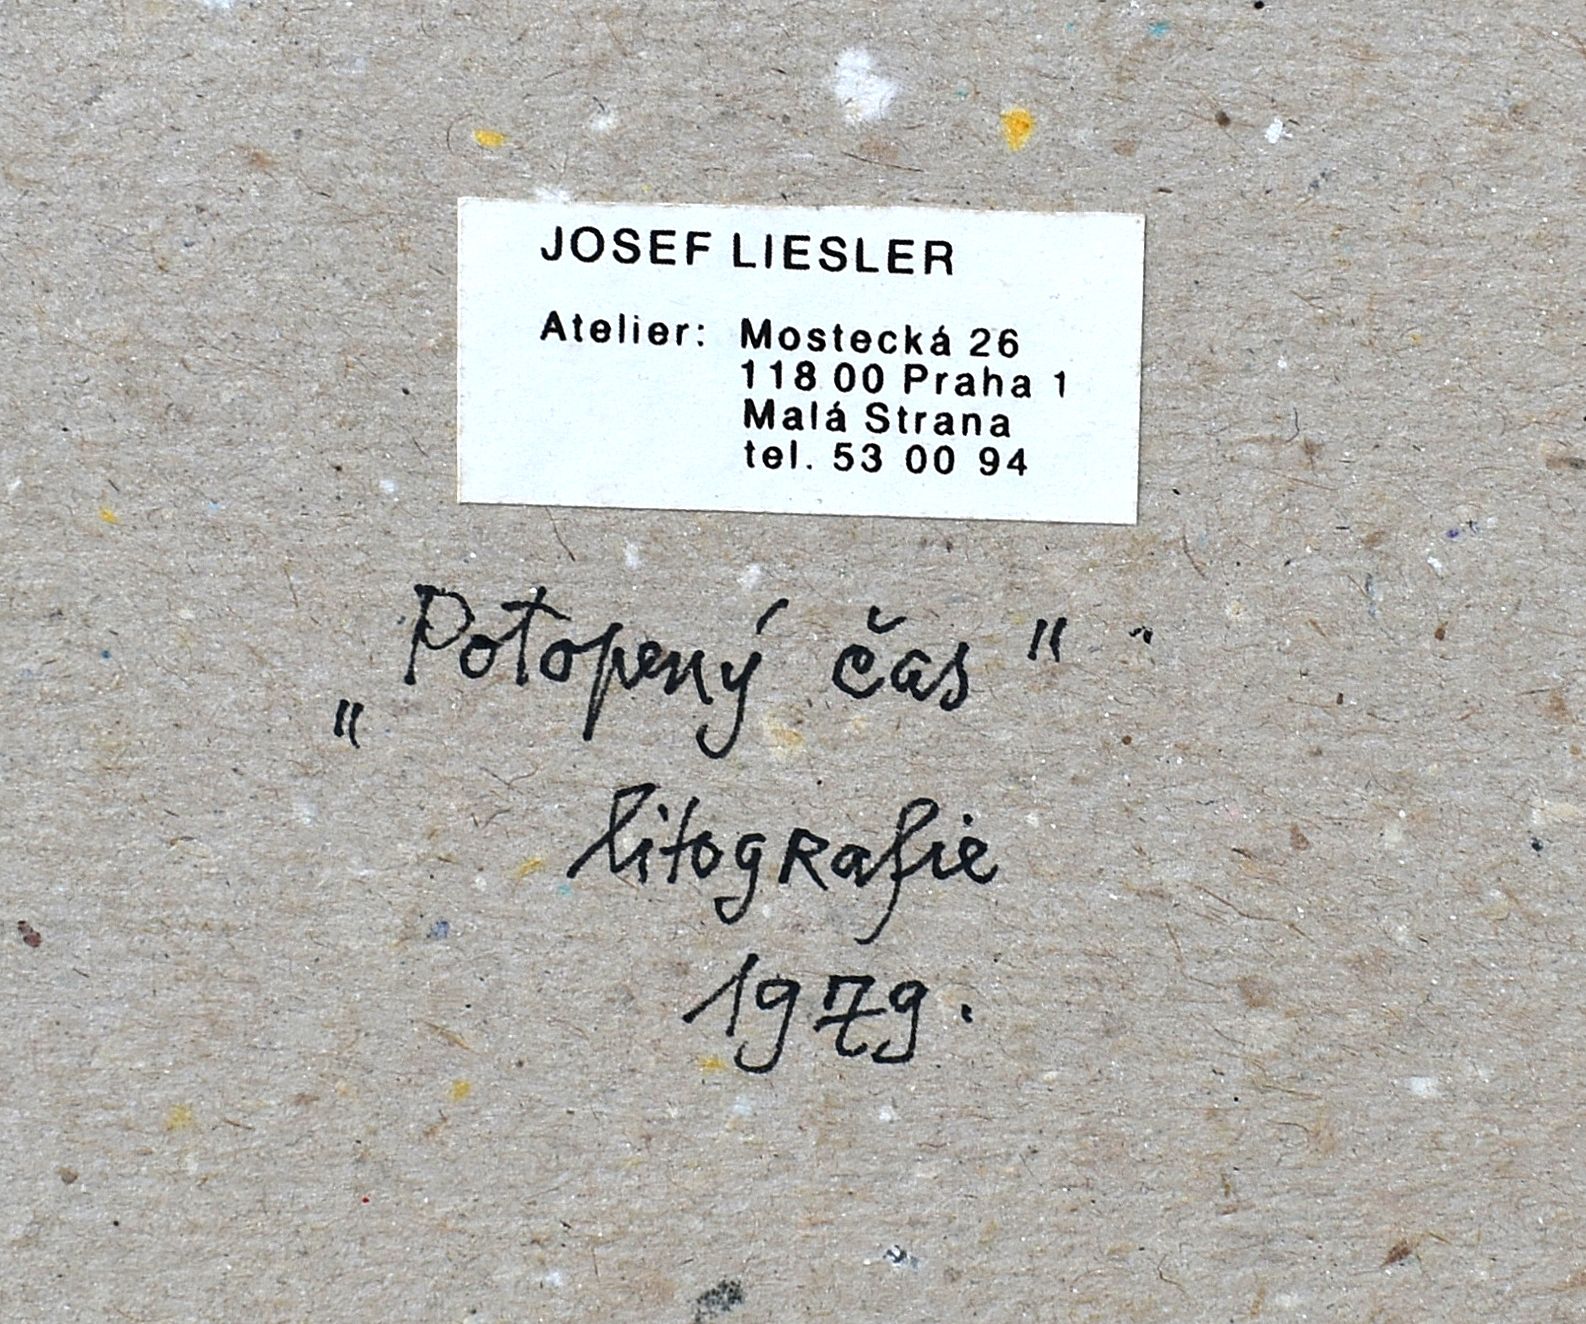 JOSEF LIESLER
Atelier: Mostecká 26
118 00 Praha 1
Malá Strana
tel. 53 00 94
„Potopený čas"
litografie
1979.